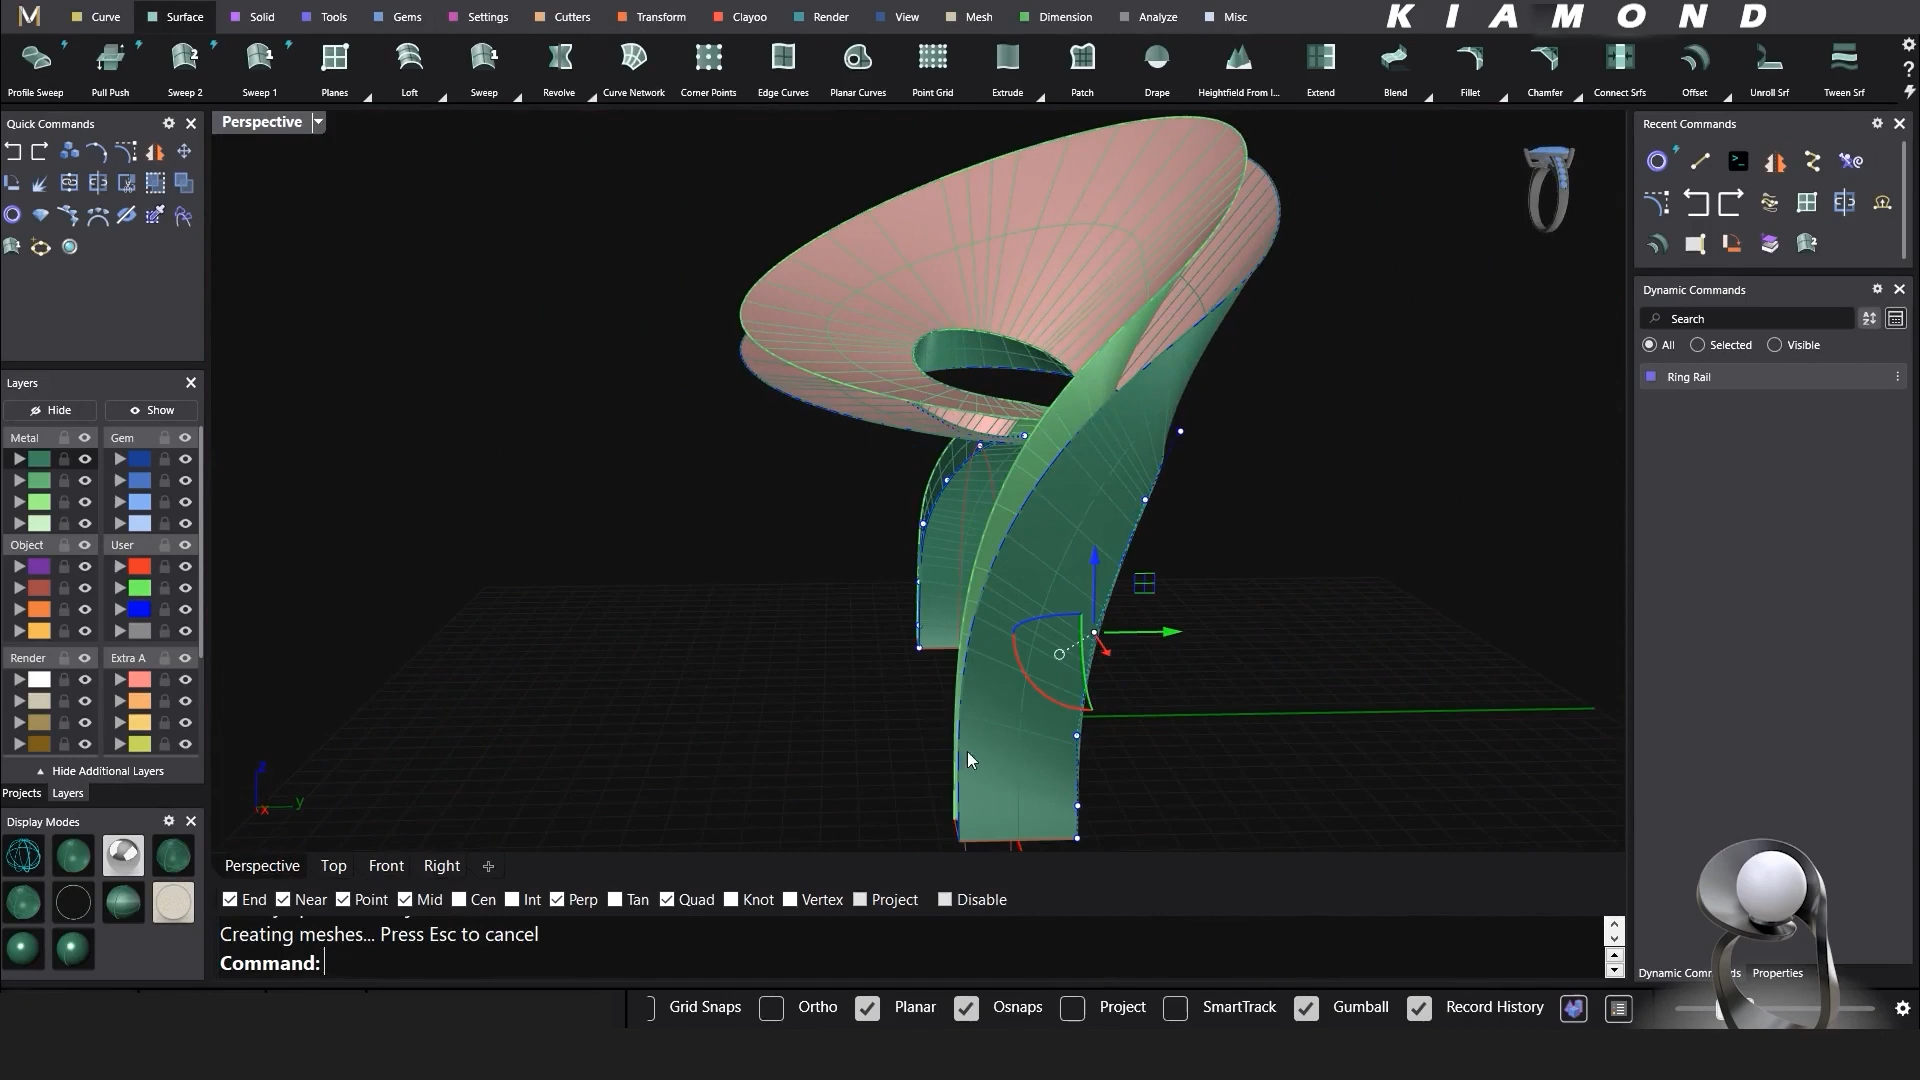 Curve Surface Solid Tools Gems Settings Cutters Transform Clayoo Render View Mesh Dimension Analyze Misc
KIAMOND
Profile Sweep Pull Push Sweep 2 Sweep 1 Planes Loft Sweep Revolve Curve Network Corner Points Edge Curves Planar Curves Point Grid Extrude Patch Drape Heightfield From I... Extend Blend Fillet Chamfer Connect Srfs Offset Unroll Srf Tween Srf
Quick Commands
Perspective
Recent Commands
Dynamic Commands
Search
All Selected Visible
Ring Rail
Layers
Hide Show
Metal Gem
Object User
Render Extra A
Hide Additional Layers
Projects Layers
Display Modes
z
x y
Perspective Top Front Right
End Near Point Mid Cen Int Perp Tan Quad Knot Vertex Project Disable
Creating meshes... Press Esc to cancel
Command:
Properties
Grid Snaps Ortho Planar Osnaps Project SmartTrack Gumball Record History